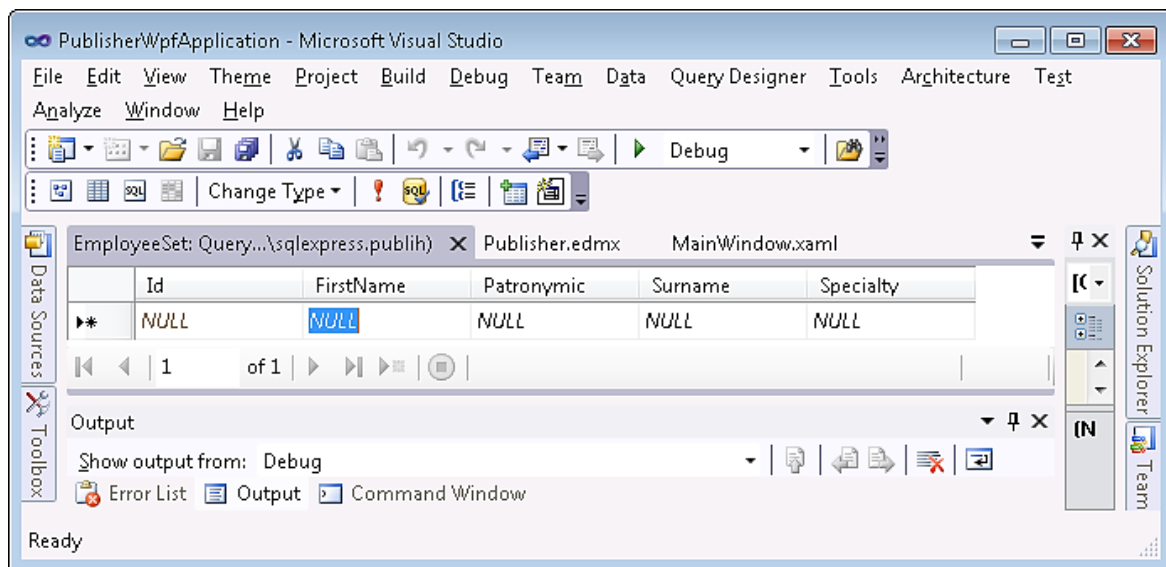 PublisherWpfApplication - Microsoft Visual Studio
File Edit View Theme Project Build Debug Team Data Query Designer Tools Architecture Test
Analyze Window Help
Debug
SQL Change Type SQL
EmployeeSet: Query...\sqlexpress.publih) Publisher.edmx MainWindow.xaml
Data Sources
Id FirstName Patronymic Surname Specialty
NULL NULL NULL NULL NULL
1 of 1
Solution Explorer
Toolbox
Output
Show output from: Debug
Error List Output Command Window
(N
Team
Ready